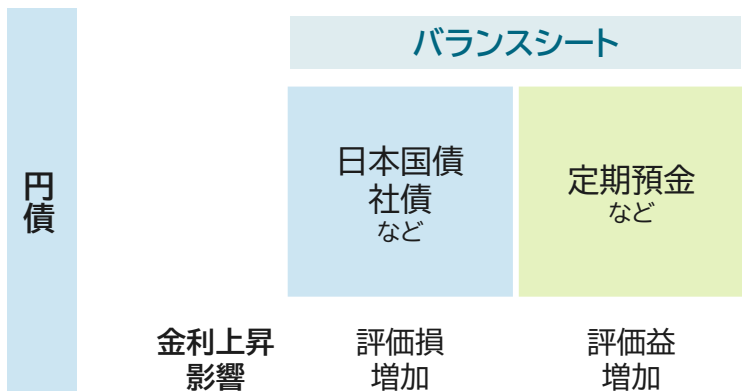 バランスシート
円債
日本国債
社債
など
定期預金
など
金利上昇
影響
評価損
増加
評価益
増加